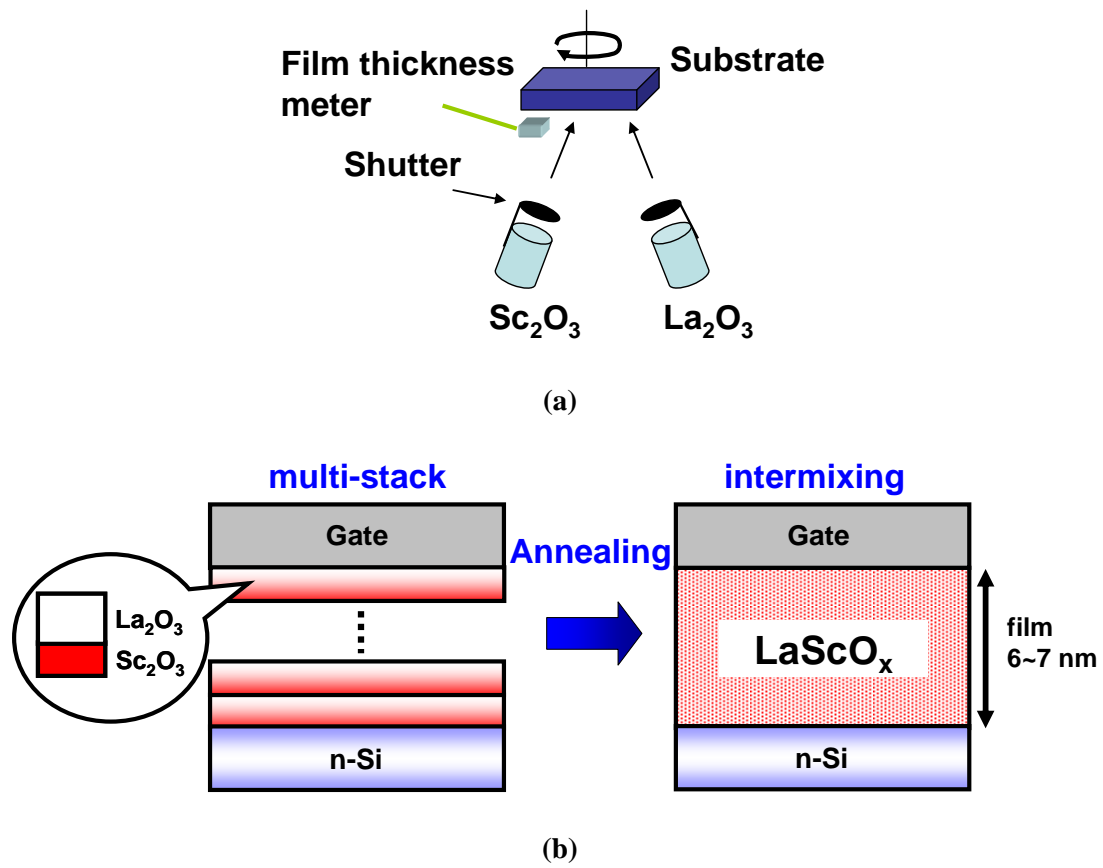 Film thickness
meter
Substrate
Shutter
Sc₂O₃
La₂O₃
(a)
multi-stack
intermixing
Gate
Annealing
Gate
La₂O₃
Sc₂O₃
LaScOₓ
film
6~7 nm
n-Si
n-Si
(b)